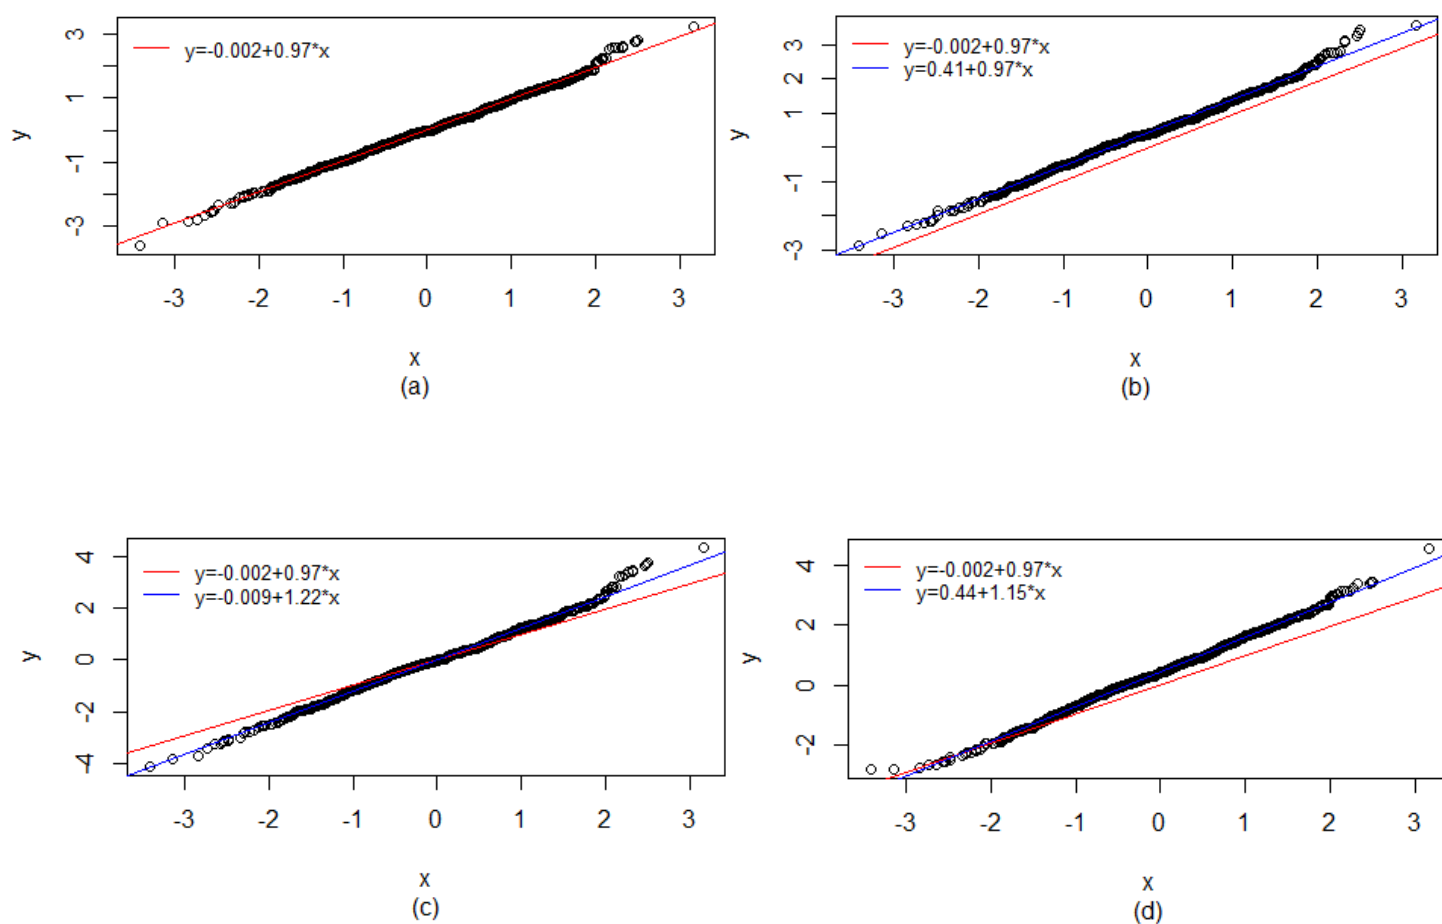 y=-0.002+0.97*x
3
1
-1
-3
y
-3 -2 -1 0 1 2 3
x
(a)
y=-0.002+0.97*x
y=0.41+0.97*x
3
2
1
-1
-3
y
-3 -2 -1 0 1 2 3
x
(b)
y=-0.002+0.97*x
y=-0.009+1.22*x
4
2
0
-2
-4
y
-3 -2 -1 0 1 2 3
x
(c)
y=-0.002+0.97*x
y=0.44+1.15*x
4
2
0
-2
y
-3 -2 -1 0 1 2 3
x
(d)